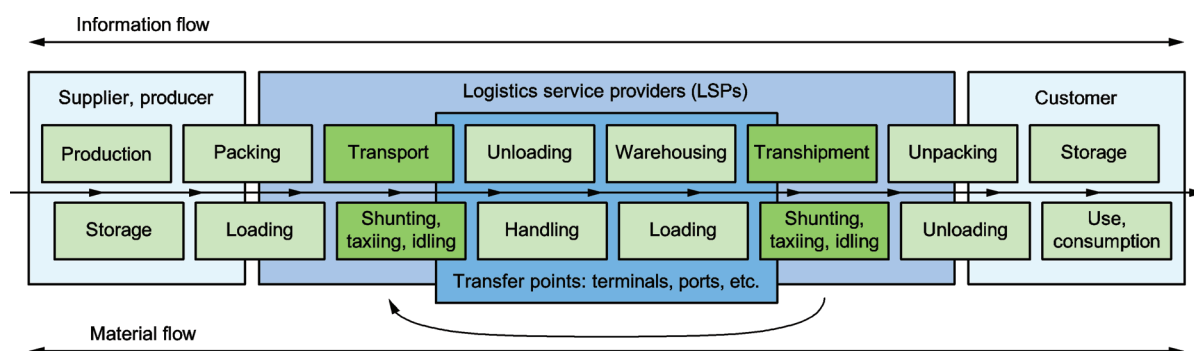 Information flow
Supplier, producer
Logistics service providers (LSPs)
Customer
Production
Packing
Transport
Unloading
Warehousing
Transhipment
Unpacking
Storage
Storage
Loading
Shunting,
taxiing, idling
Handling
Loading
Shunting,
taxiing, idling
Unloading
Use,
consumption
Transfer points: terminals, ports, etc.
Material flow